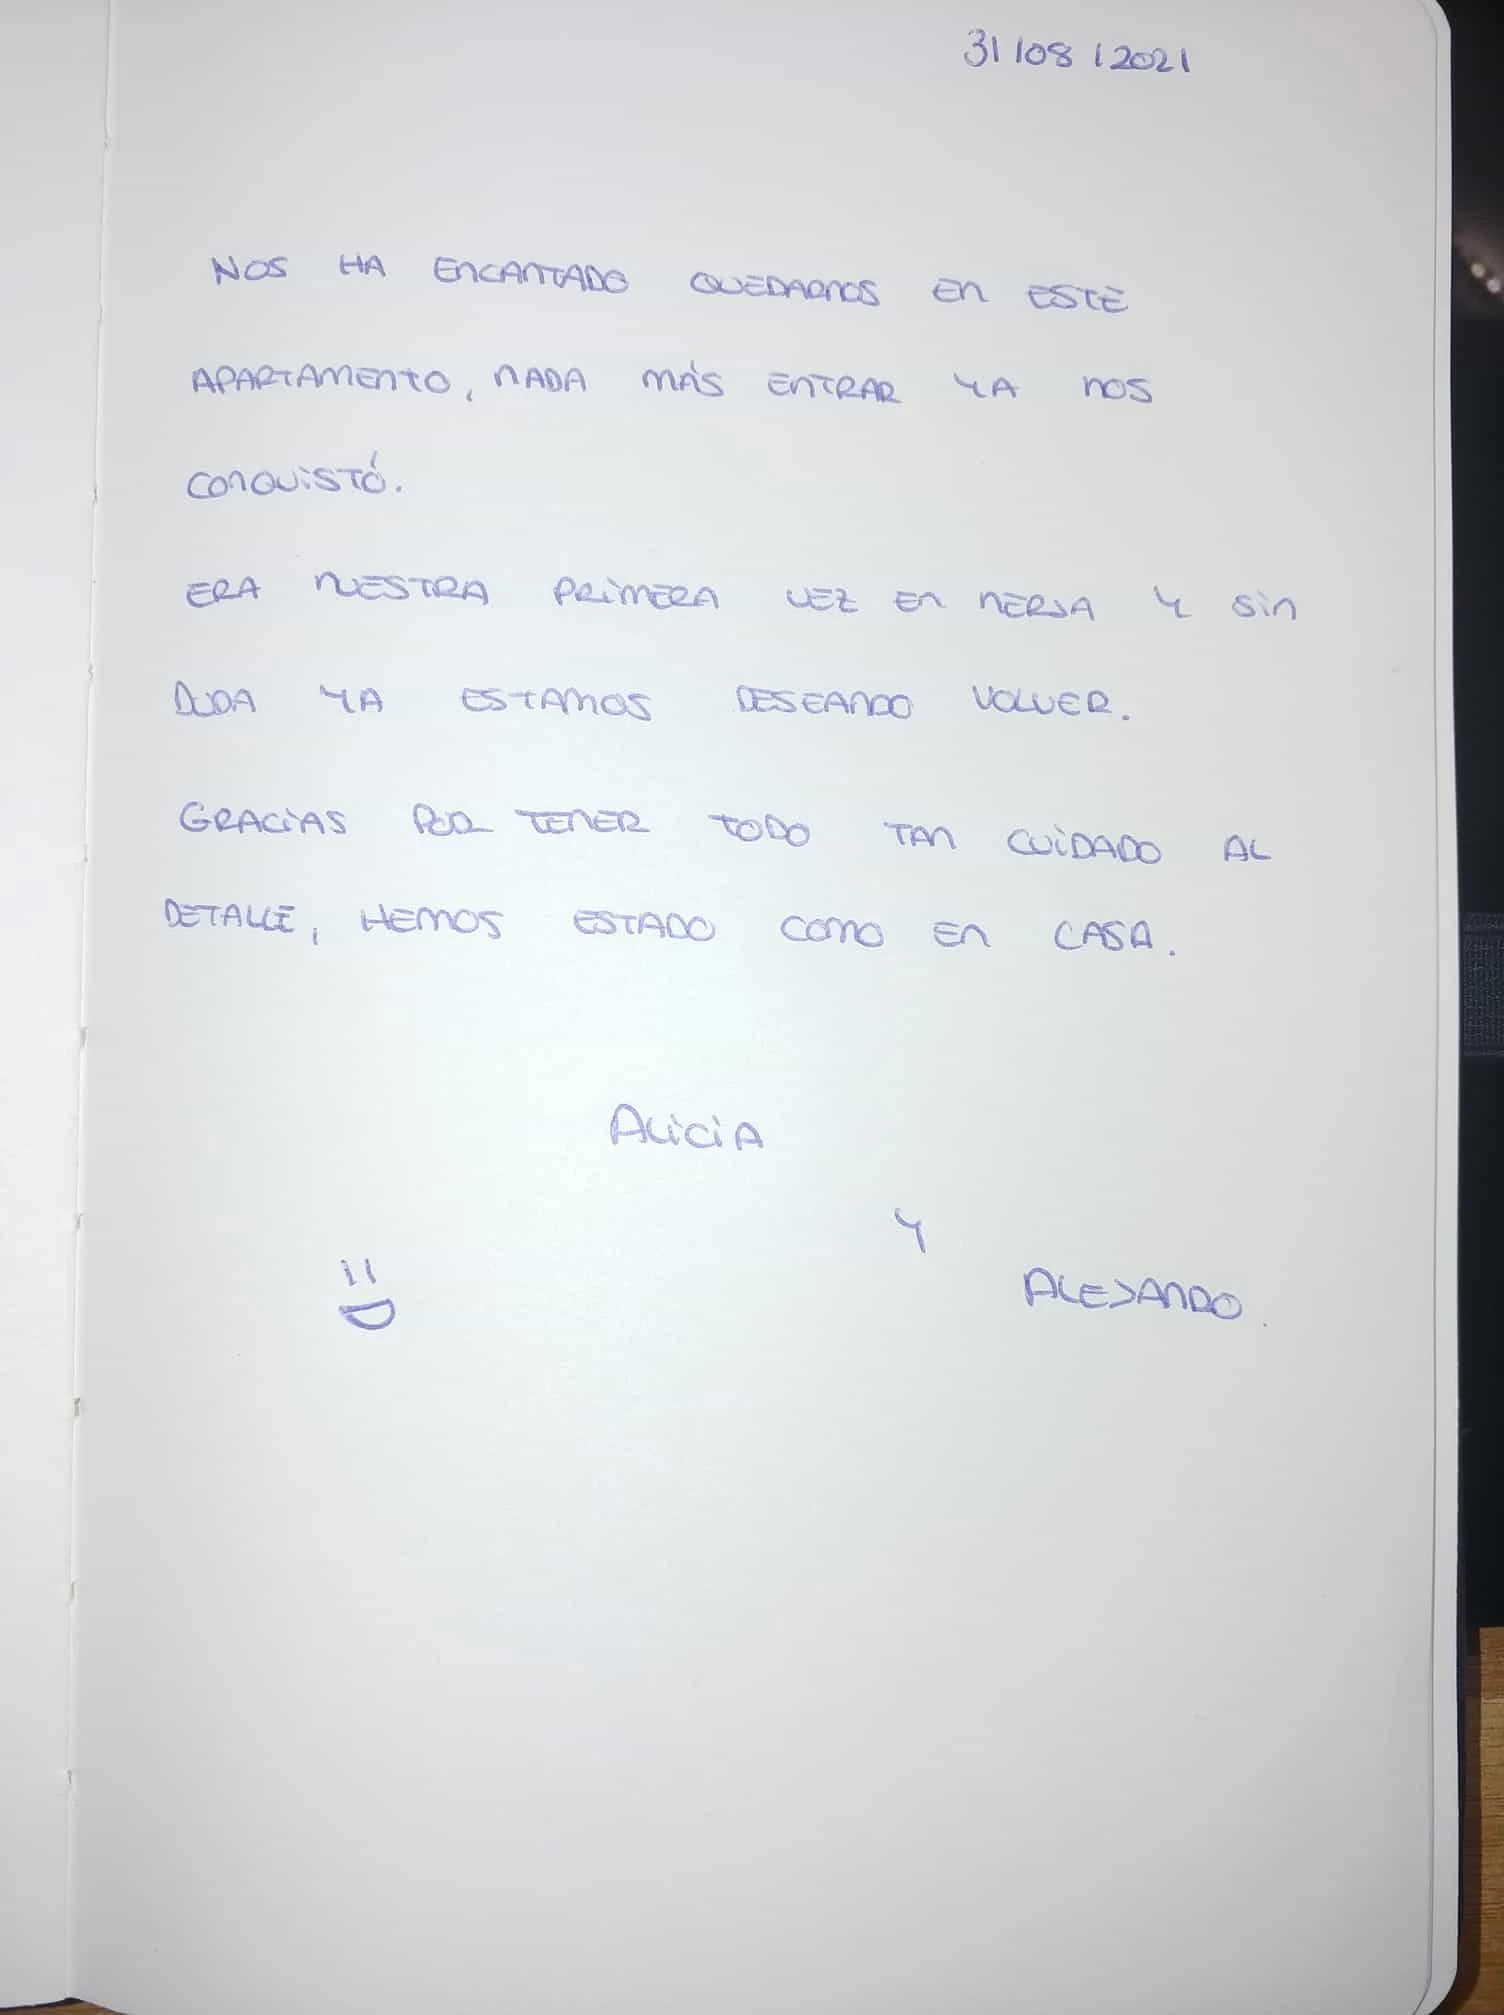 31/08/2021
NOS HA ENCANTADO QUEDARNOS EN ESTE
APARTAMENTO, NADA MÁS ENTRAR YA NOS
CONQUISTÓ.
ERA NUESTRA PRIMERA VEZ EN NERJA Y SIN
DUDA YA ESTAMOS DESEANDO VOLVER.
GRACIAS POR TENER TODO TAN CUIDADO AL
DETALLE, HEMOS ESTADO COMO EN CASA.
ALICIA
Y
ALEJANDO.